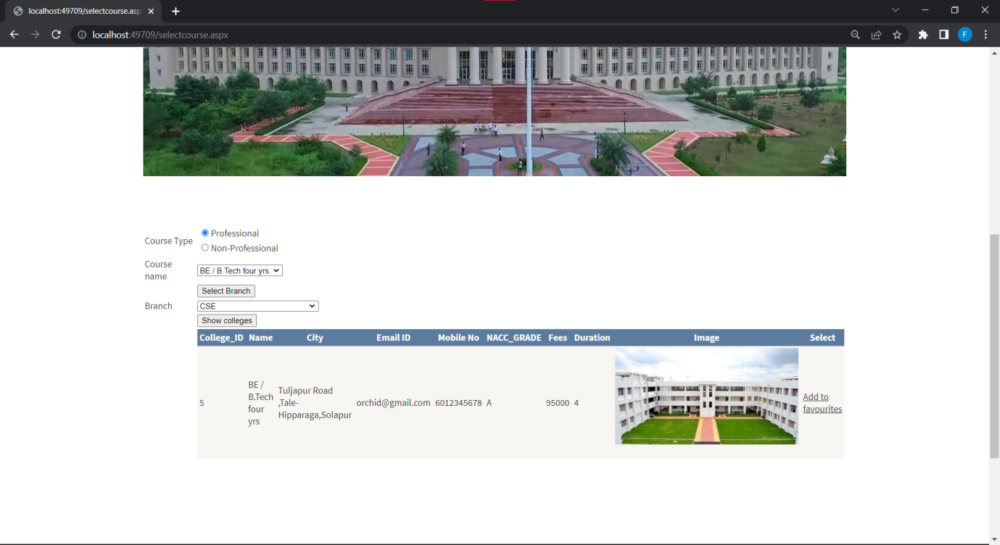 localhost:49709/selectcourse.asp
localhost:49709/selectcourse.aspx
F
Course Type
Professional
Non-Professional
Course
name
BE / B.Tech four yrs
Select Branch
Branch
CSE
Show colleges
College_ID Name City Email ID Mobile No NACC_GRADE Fees Duration Image Select
5
BE /
B.Tech
four
yrs
Tuljapur Road
,Tale-
Hipparaga,Solapur
orchid@gmail.com
6012345678
A
95000
4
Add to
favourites